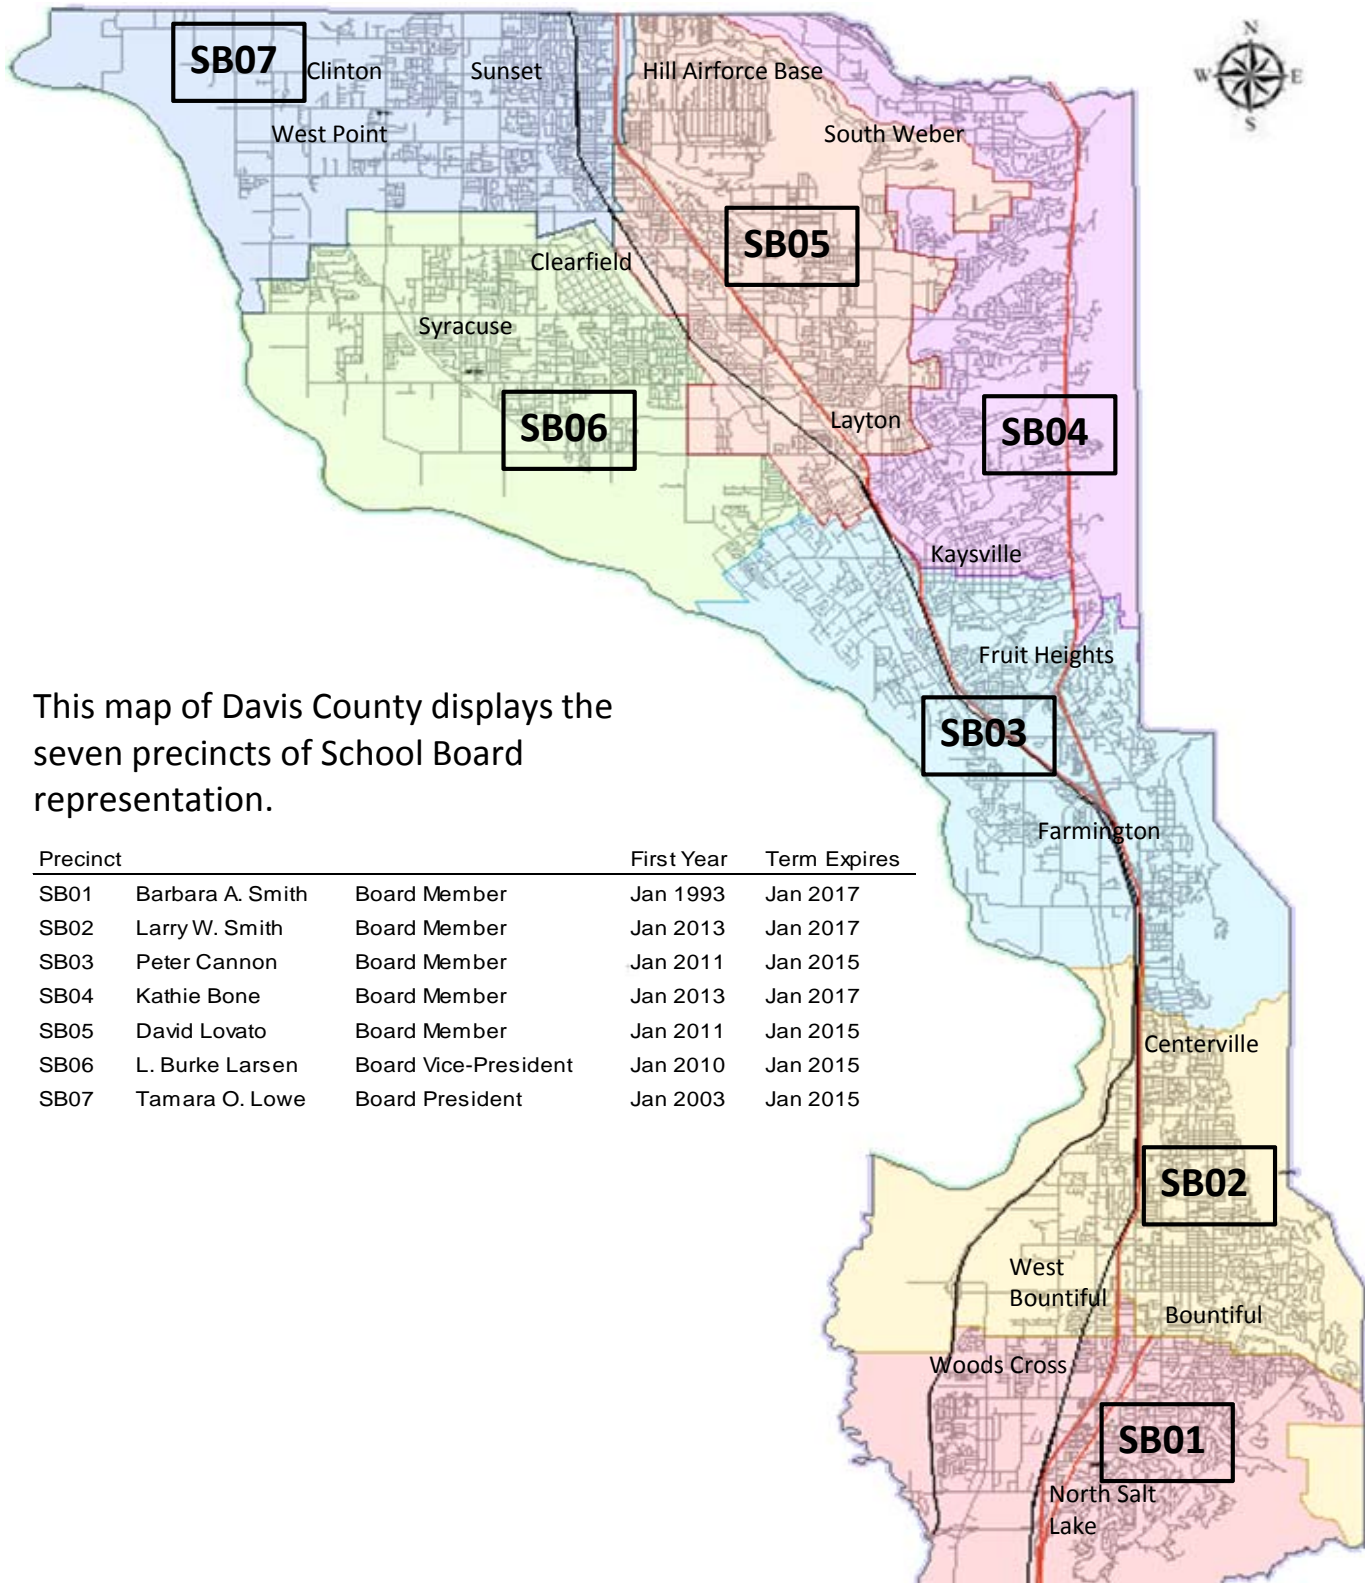 N
W E
S
SB07
Clinton
Sunset
Hill Airforce Base
West Point
South Weber
SB05
Clearfield
Syracuse
SB06
Layton
SB04
Kaysville
Fruit Heights
SB03
Farmington
This map of Davis County displays the
seven precincts of School Board
representation.
Precinct First Year Term Expires
SB01 Barbara A. Smith Board Member Jan 1993 Jan 2017
SB02 Larry W. Smith Board Member Jan 2013 Jan 2017
SB03 Peter Cannon Board Member Jan 2011 Jan 2015
SB04 Kathie Bone Board Member Jan 2013 Jan 2017
SB05 David Lovato Board Member Jan 2011 Jan 2015
SB06 L. Burke Larsen Board Vice-President Jan 2010 Jan 2015
SB07 Tamara O. Lowe Board President Jan 2003 Jan 2015
Centerville
SB02
West
Bountiful
Bountiful
Woods Cross
SB01
North Salt
Lake